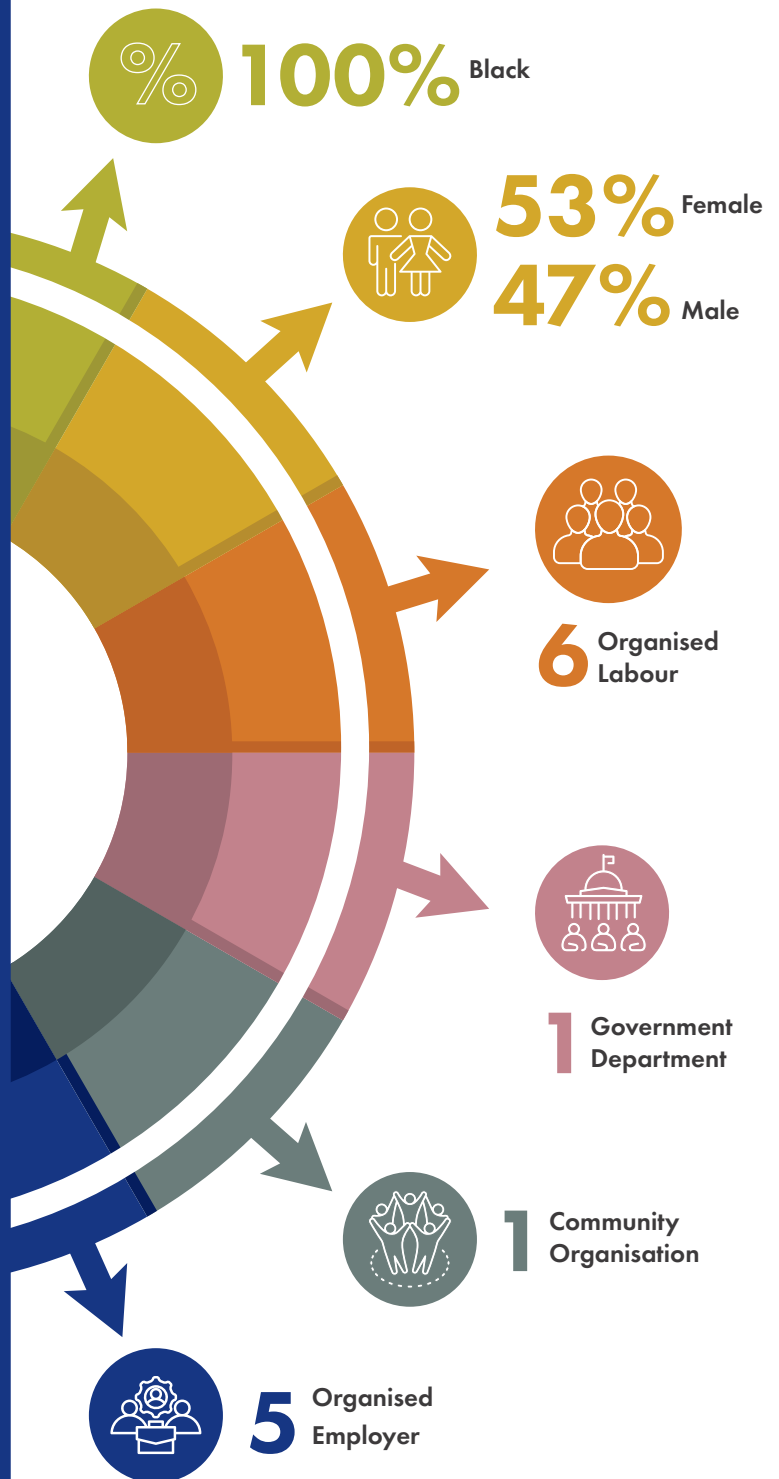 100% Black
53% Female
47% Male
6 Organised
Labour
1 Government
Department
1 Community
Organisation
5 Organised
Employer